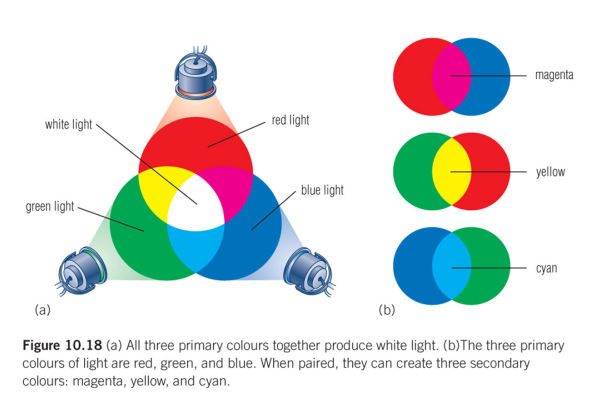 white light
red light
green light
blue light
(a)
magenta
yellow
cyan
(b)
Figure 10.18 (a) All three primary colours together produce white light. (b)The three primary
colours of light are red, green, and blue. When paired, they can create three secondary
colours: magenta, yellow, and cyan.